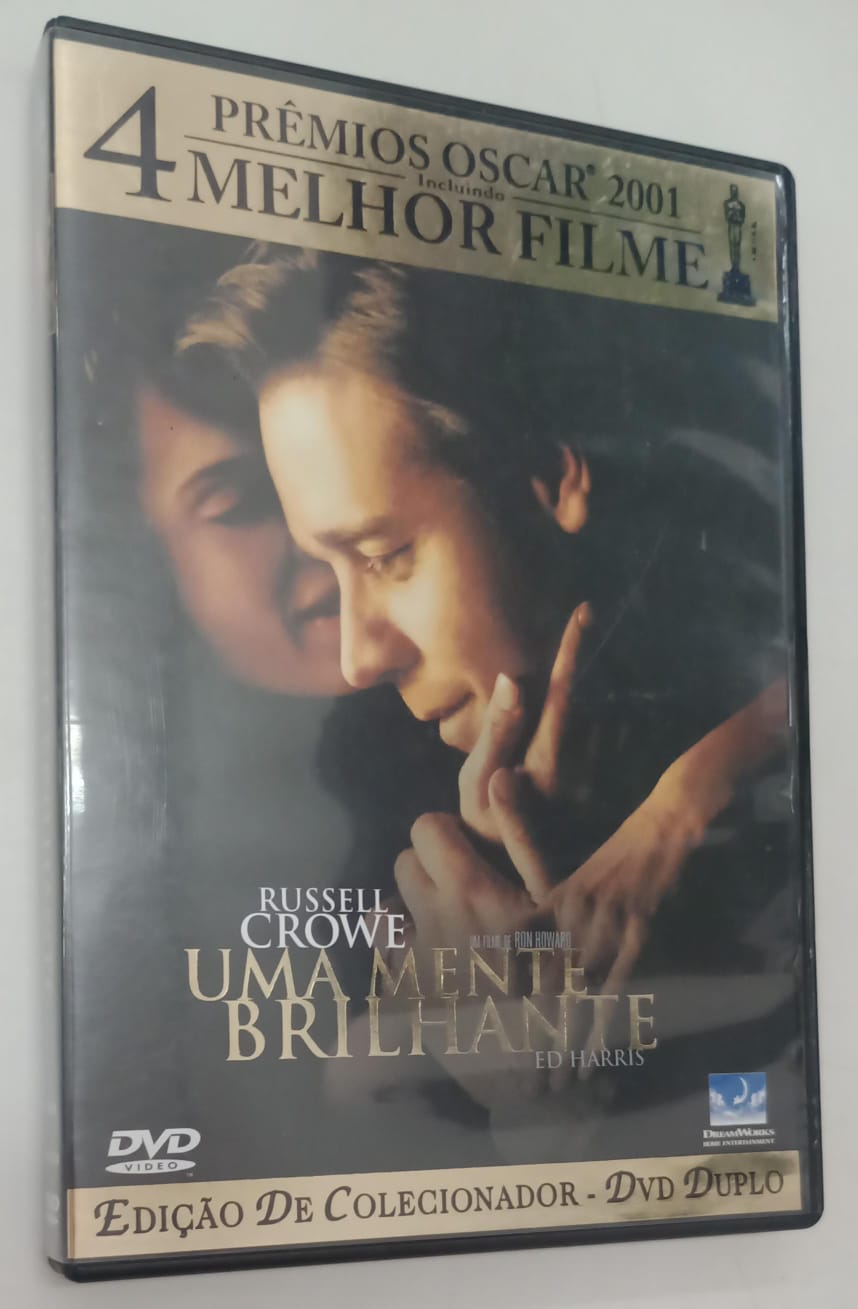 4 PRÊMIOS OSCAR® 2001
Incluindo
MELHOR FILME
RUSSELL
CROWE
UM FILME DE RON HOWARD
UMA MENTE
BRILHANTE
ED HARRIS
DVD
VIDEO
DREAMWORKS
HOME ENTERTAINMENT
EDIÇÃO DE COLECIONADOR - DVD DUPLO